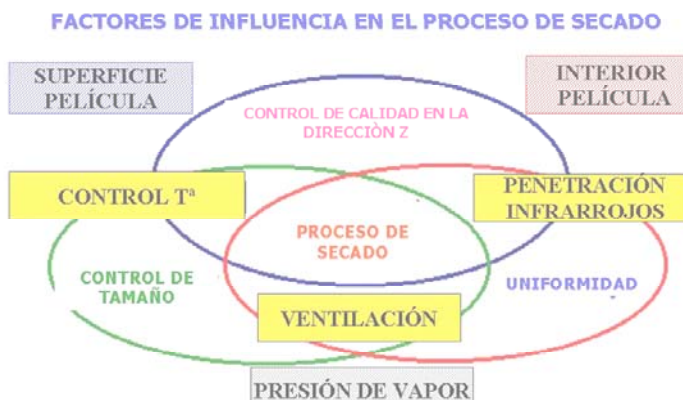 FACTORES DE INFLUENCIA EN EL PROCESO DE SECADO
SUPERFICIE
PELÍCULA
INTERIOR
PELÍCULA
CONTROL DE CALIDAD EN LA
DIRECCIÒN Z
CONTROL Tª
PENETRACIÓN
INFRARROJOS
PROCESO DE
SECADO
CONTROL DE
TAMAÑO
UNIFORMIDAD
VENTILACIÓN
PRESIÓN DE VAPOR